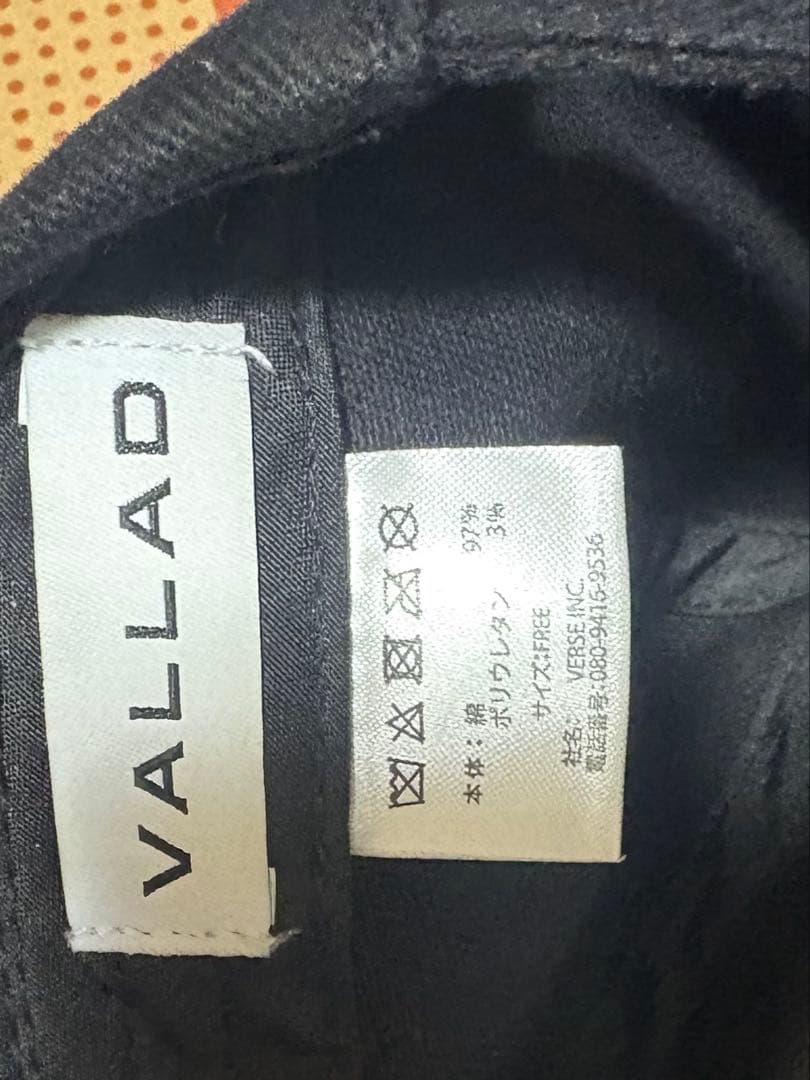 VALLAD
本体：綿 97%
ポリウレタン 3%
サイズ:FREE
社名： VERSE INC.
電話番号:080-9416-9536